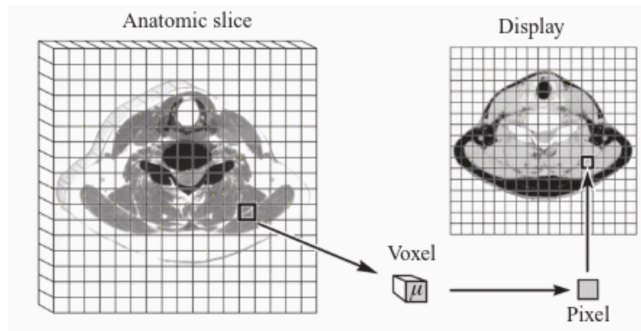 Anatomic slice
Display
Voxel
μ
Pixel